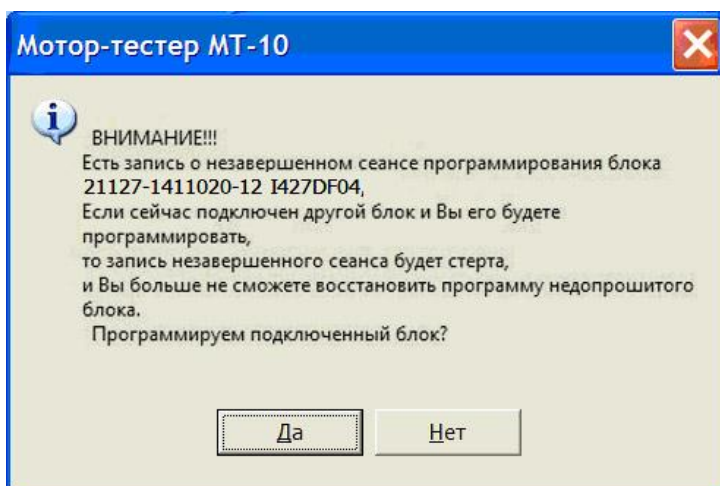 Мотор-тестер МТ-10
ВНИМАНИЕ!!!
Есть запись о незавершенном сеансе программирования блока
21127-1411020-12 I427DF04,
Если сейчас подключен другой блок и Вы его будете
программировать,
то запись незавершенного сеанса будет стерта,
и Вы больше не сможете восстановить программу недопрошитого
блока.
Программируем подключенный блок?
Да Нет